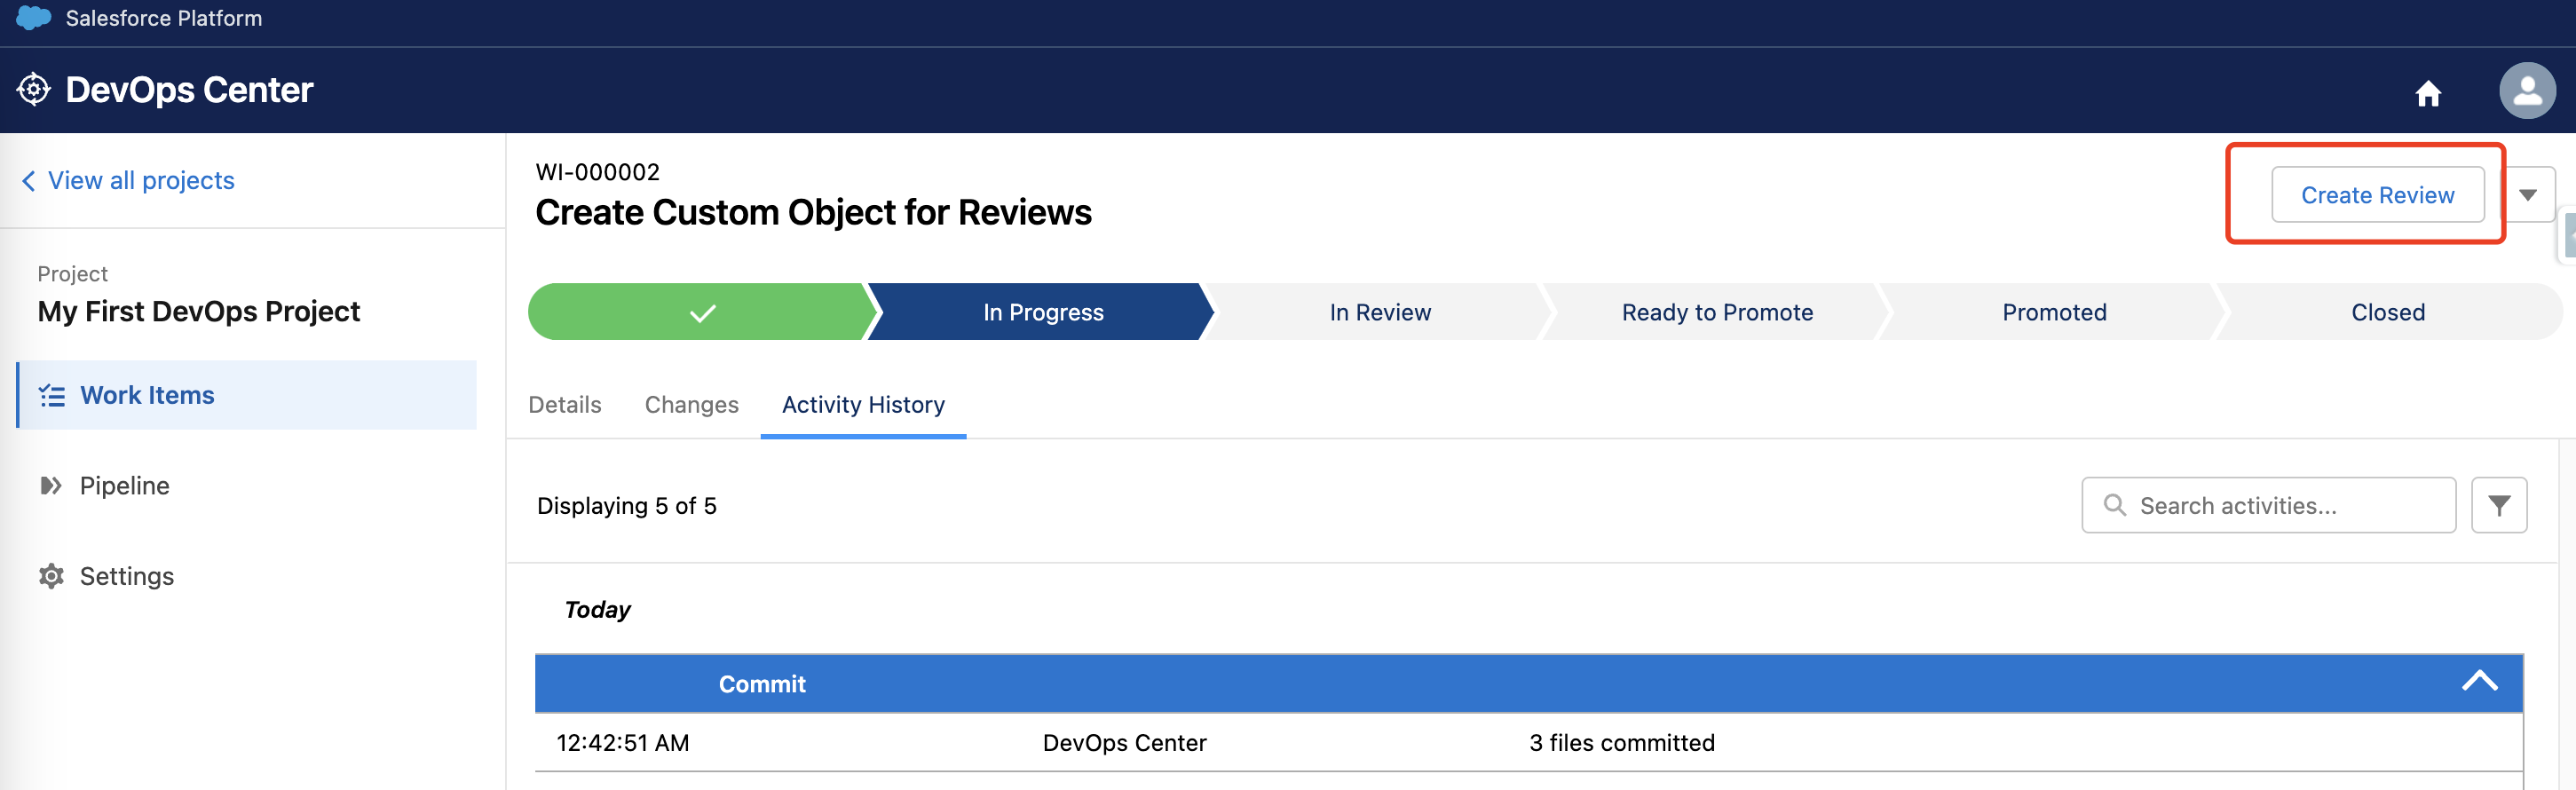 Salesforce Platform
DevOps Center
View all projects
Project
My First DevOps Project
Work Items
Pipeline
Settings
WI-000002
Create Custom Object for Reviews
Create Review
In Progress
In Review
Ready to Promote
Promoted
Closed
Details
Changes
Activity History
Displaying 5 of 5
Search activities...
Today
Commit
12:42:51 AM
DevOps Center
3 files committed